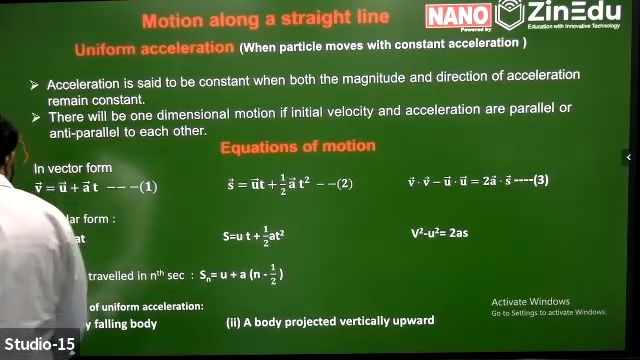 Motion along a straight line
NANO
Powered by
ZinEdu
Education with Innovative Technology
Uniform acceleration (When particle moves with constant acceleration )
➢ Acceleration is said to be constant when both the magnitude and direction of acceleration
remain constant.
➢ There will be one dimensional motion if initial velocity and acceleration are parallel or
anti-parallel to each other.
Equations of motion
In vector form
v⃗ = u⃗ + a⃗ t ––––(1)
s⃗ = u⃗t + 1/2 a⃗ t² ––(2)
v⃗ · v⃗ − u⃗ · u⃗ = 2a⃗ · s⃗ ----(3)
form :
at
S=u t + 1/2 at²
V²-u²= 2as
travelled in nᵗʰ sec : Sₙ= u + a (n - 1/2 )
of uniform acceleration:
falling body
(ii) A body projected vertically upward
Activate Windows
Go to Settings to activate Windows.
Studio-15